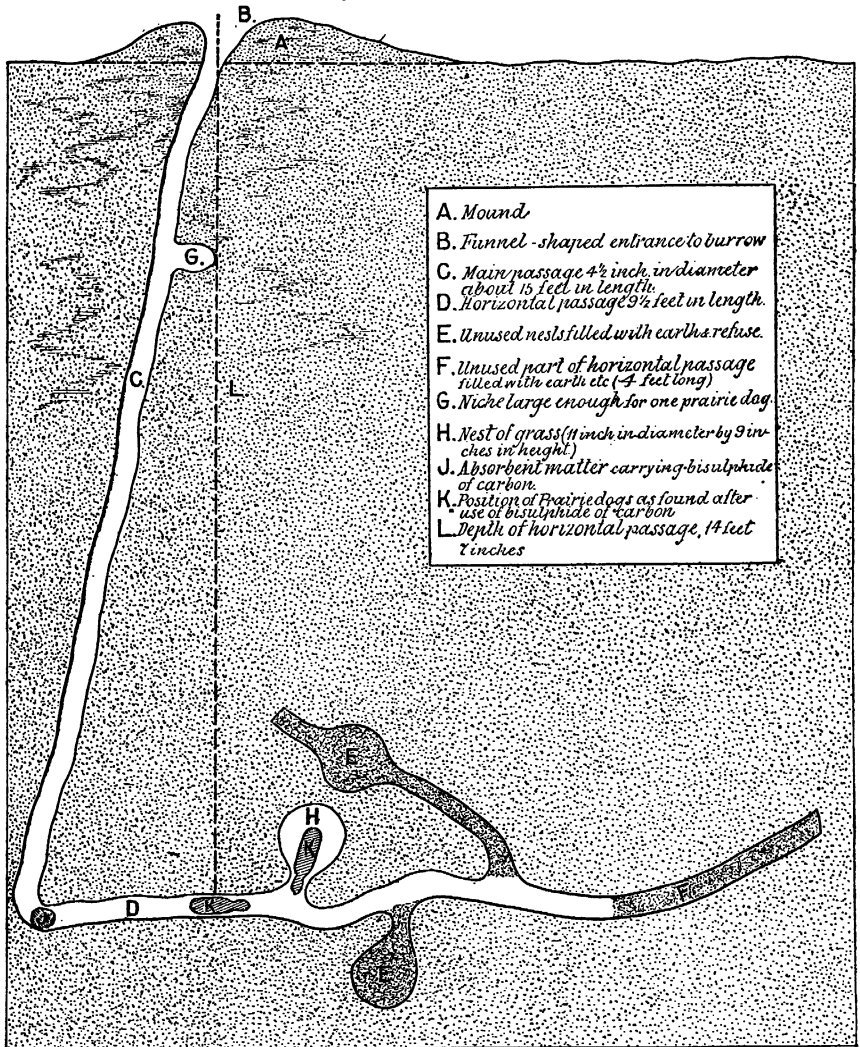 B.
A
G.
C.
L
A. Mound
B. Funnel-shaped entrance to burrow
C. Main passage 4½ inch in diameter
about 15 feet in length.
D. Horizontal passage 9½ feet in length.
E. Unused nests filled with earth & refuse.
F. Unused part of horizontal passage
filled with earth etc (4 feet long)
G. Niche large enough for one prairie dog
H. Nest of grass (11 inch in diameter by 9 in-
ches in height)
J. Absorbent matter carrying bisulphide
of carbon.
K. Position of Prairie dogs as found after
use of bisulphide of carbon
L. Depth of horizontal passage, 14 feet
7 inches
E
H
K
F
D
K
E